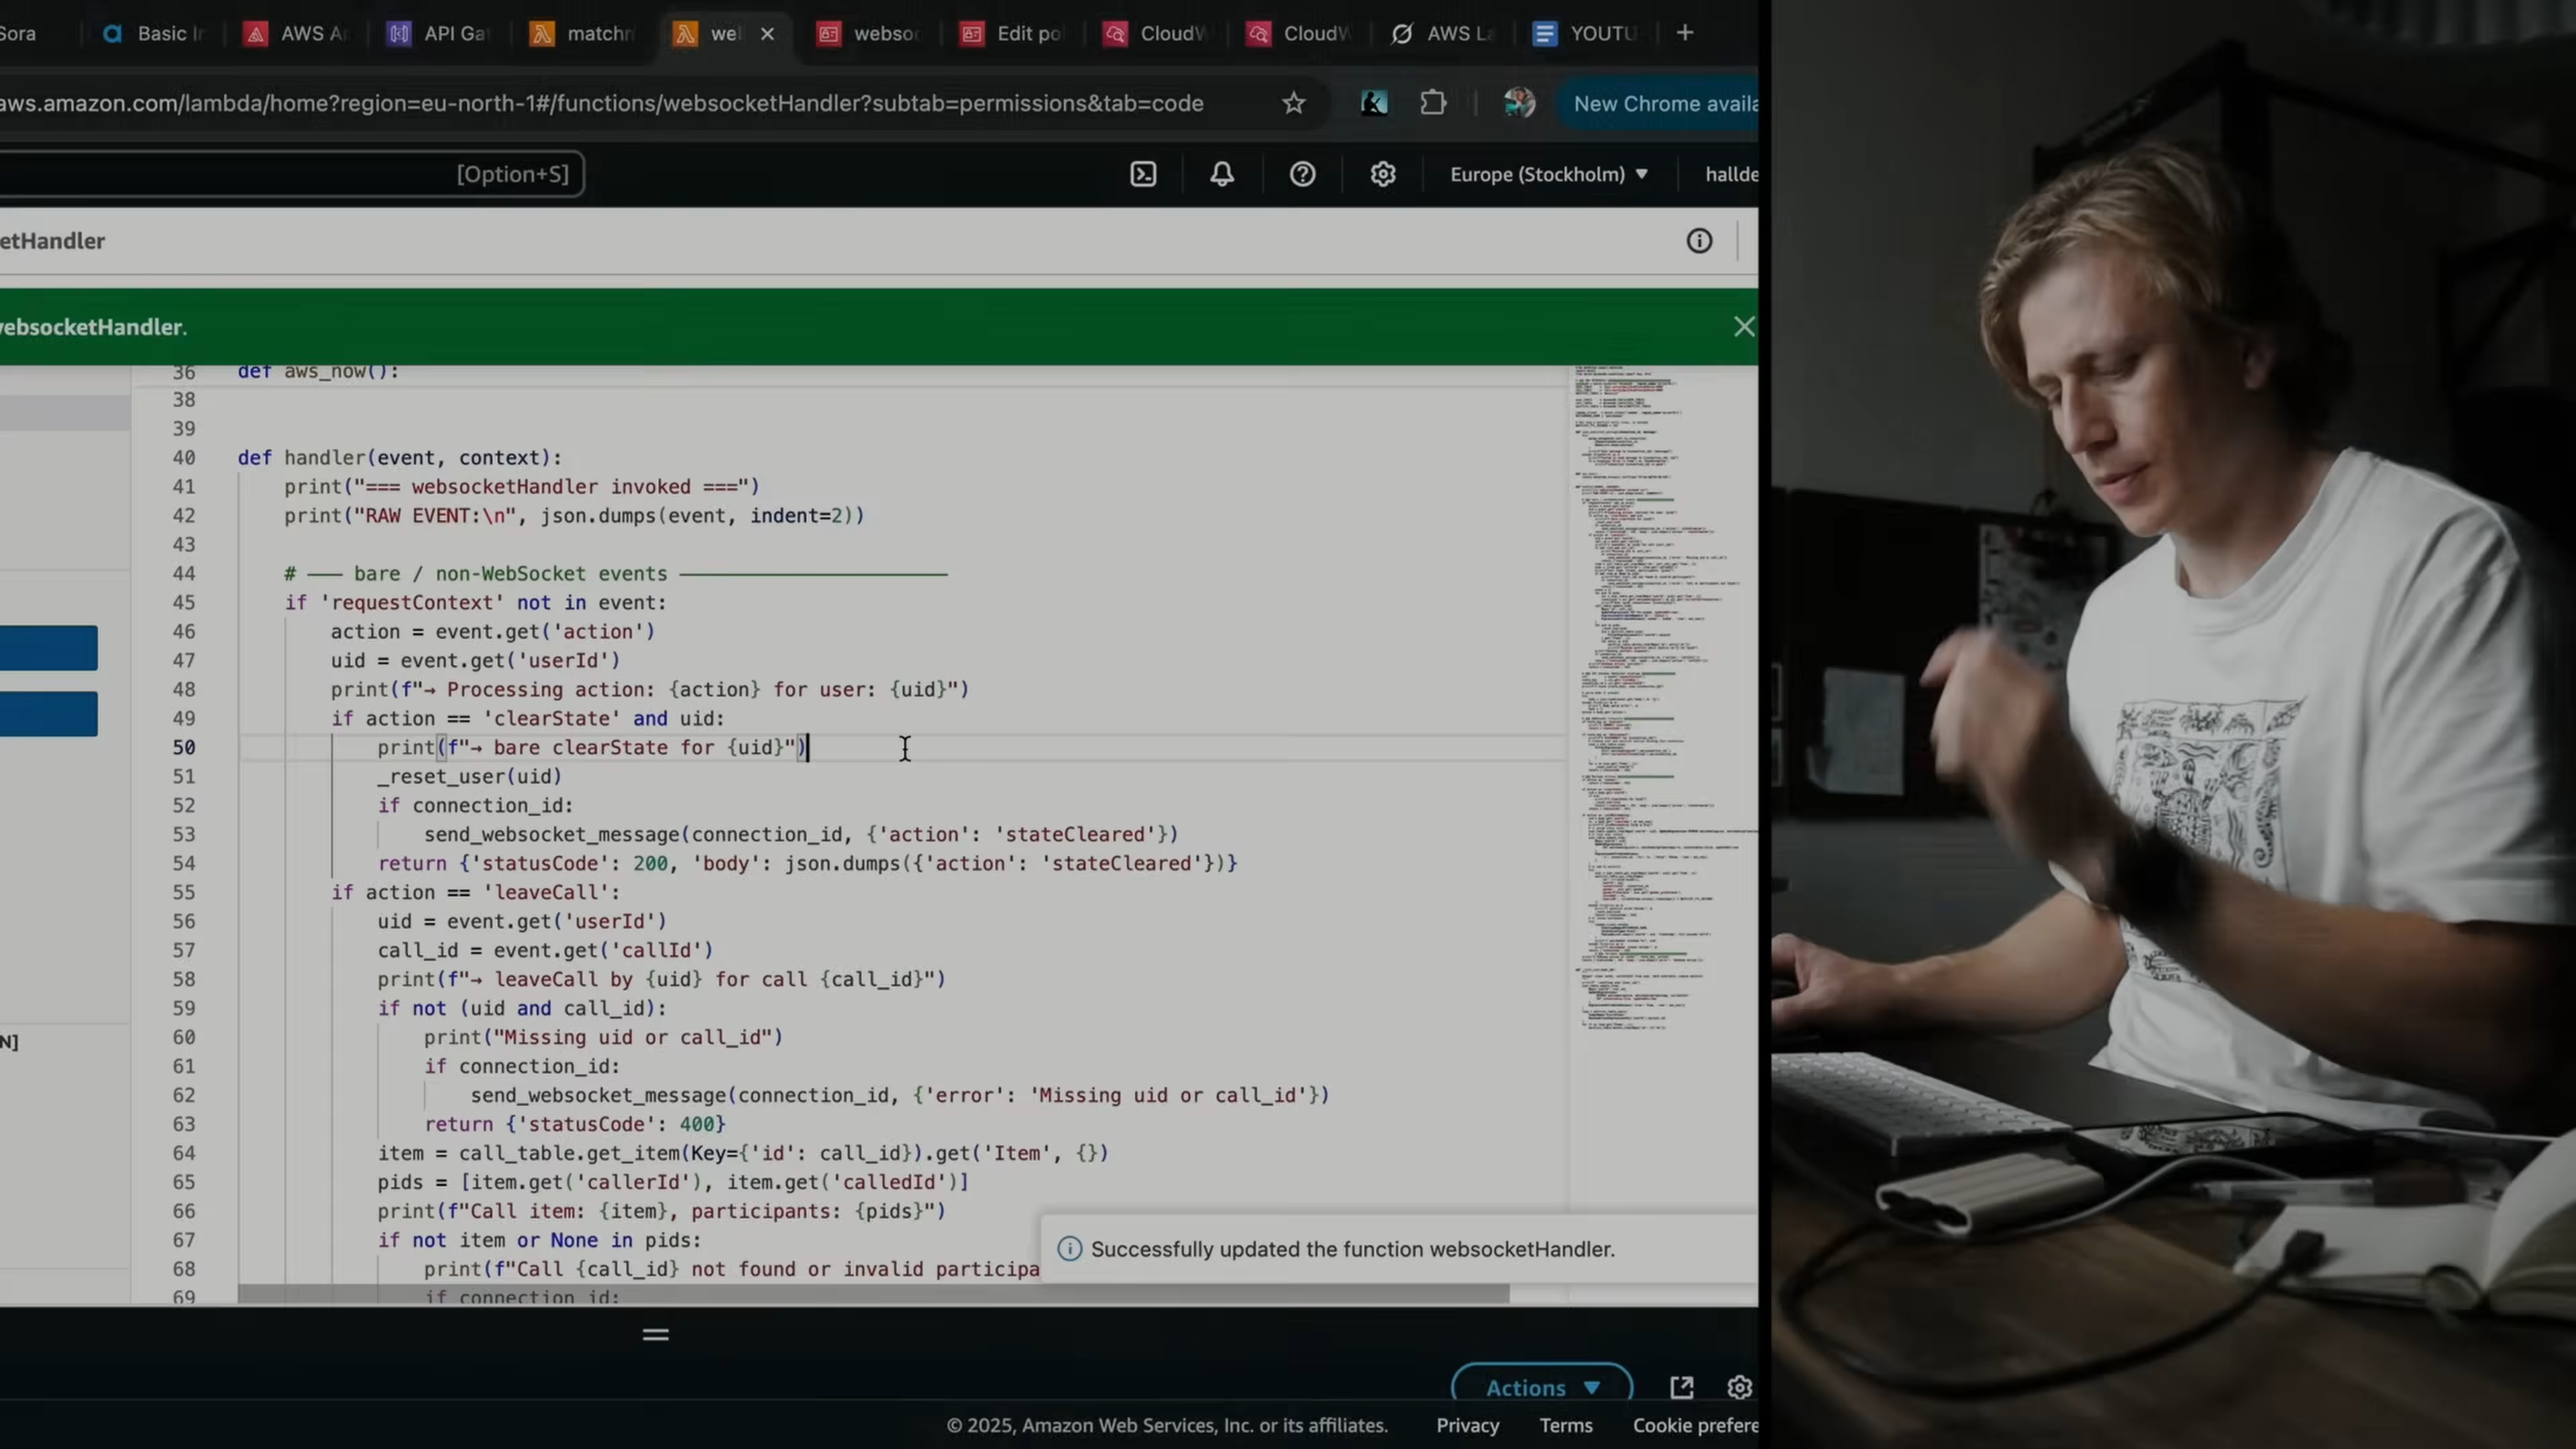 Sora
Basic I
AWS A
API Ga
matchm
we
websoc
Edit po
CloudW
CloudW
AWS La
YOUTU
aws.amazon.com/lambda/home?region=eu-north-1#/functions/websocketHandler?subtab=permissions&tab=code
New Chrome availa
[Option+S]
Europe (Stockholm)
hallde
etHandler
websocketHandler.
36 def aws_now():
38
39
40 def handler(event, context):
41 print("=== websocketHandler invoked ===")
42 print("RAW EVENT:\n", json.dumps(event, indent=2))
43
44 # —— bare / non-WebSocket events ————————————
45 if 'requestContext' not in event:
46 action = event.get('action')
47 uid = event.get('userId')
48 print(f"→ Processing action: {action} for user: {uid}")
49 if action == 'clearState' and uid:
50 print(f"→ bare clearState for {uid}")
51 _reset_user(uid)
52 if connection_id:
53 send_websocket_message(connection_id, {'action': 'stateCleared'})
54 return {'statusCode': 200, 'body': json.dumps({'action': 'stateCleared'})}
55 if action == 'leaveCall':
56 uid = event.get('userId')
57 call_id = event.get('callId')
58 print(f"→ leaveCall by {uid} for call {call_id}")
59 if not (uid and call_id):
60 print("Missing uid or call_id")
61 if connection_id:
62 send_websocket_message(connection_id, {'error': 'Missing uid or call_id'})
63 return {'statusCode': 400}
64 item = call_table.get_item(Key={'id': call_id}).get('Item', {})
65 pids = [item.get('callerId'), item.get('calledId')]
66 print(f"Call item: {item}, participants: {pids}")
67 if not item or None in pids:
68 print(f"Call {call_id} not found or invalid participa
69 if connection_id:
N]
Successfully updated the function websocketHandler.
Actions
© 2025, Amazon Web Services, Inc. or its affiliates.
Privacy
Terms
Cookie prefere